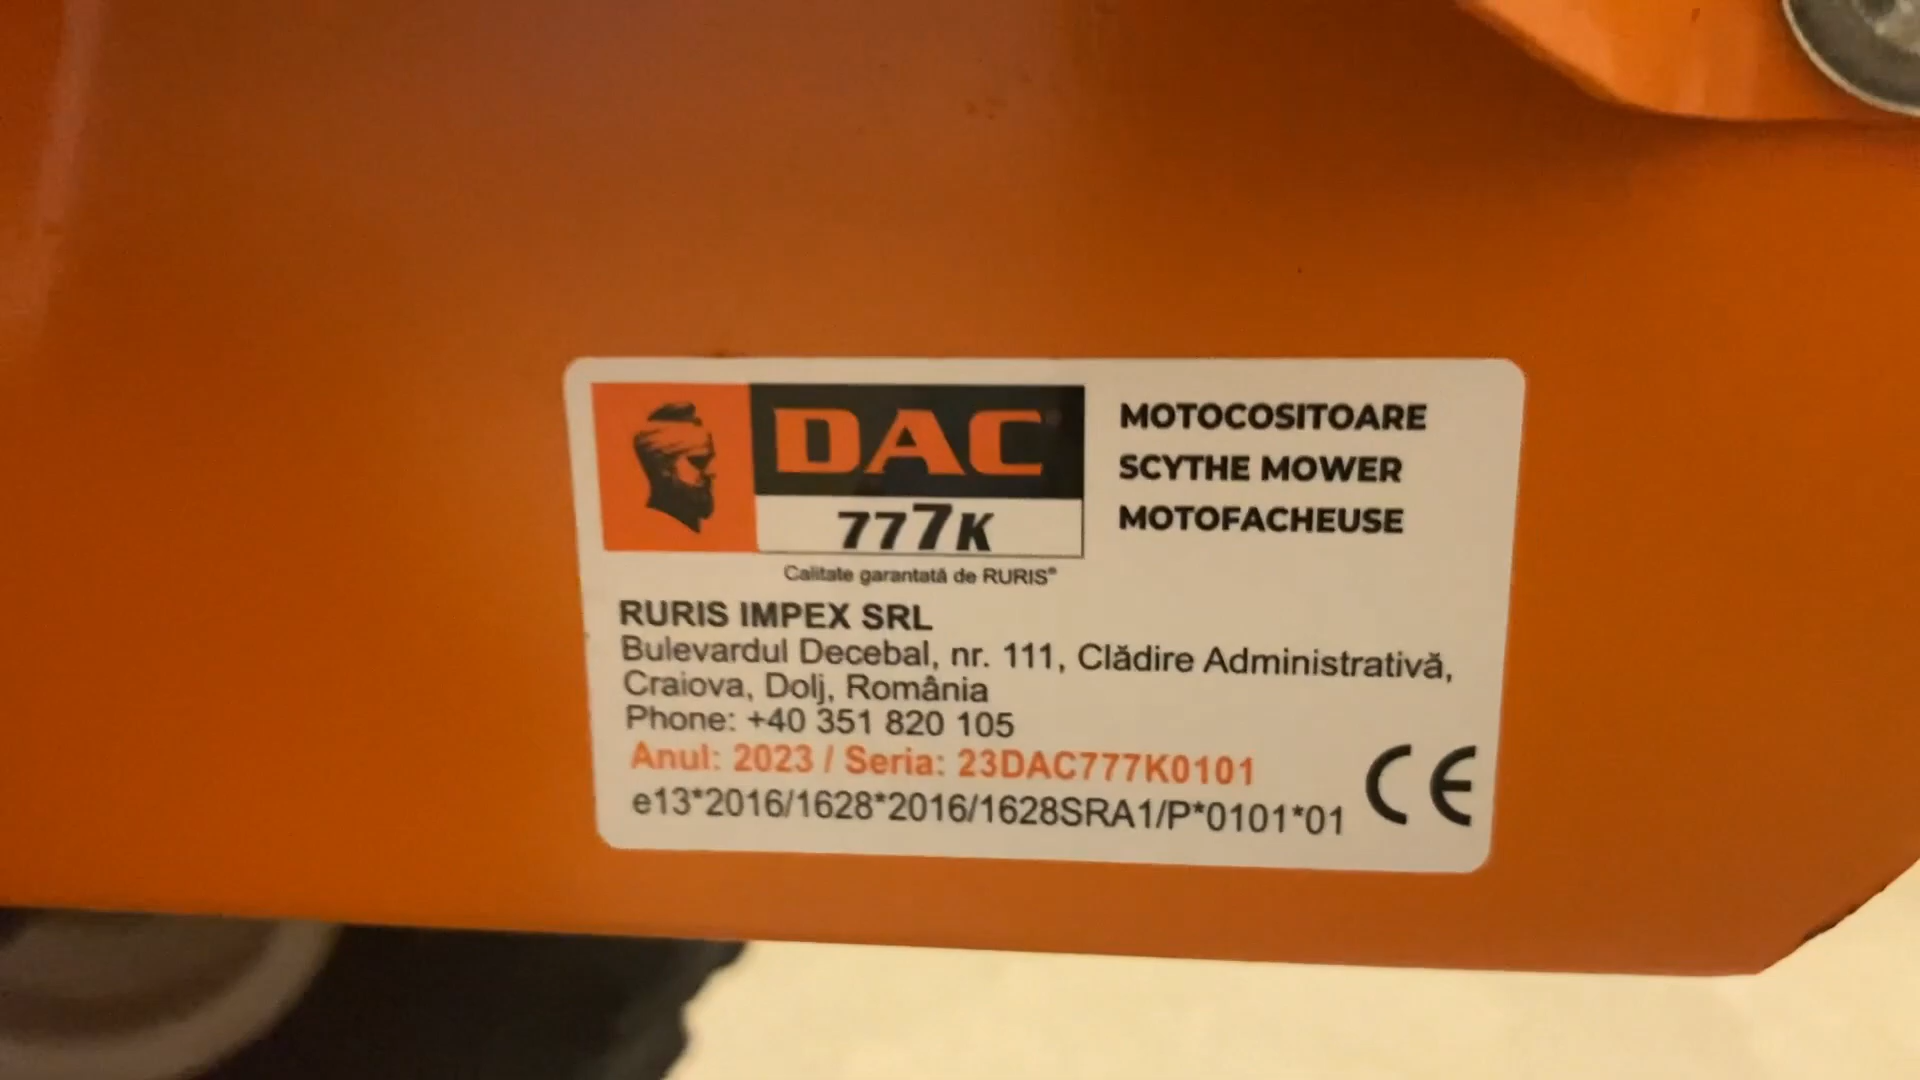 DAC
777K
Calitate garantată de RURIS®
MOTOCOSITOARE
SCYTHE MOWER
MOTOFACHEUSE
RURIS IMPEX SRL
Bulevardul Decebal, nr. 111, Clădire Administrativă,
Craiova, Dolj, România
Phone: +40 351 820 105
Anul: 2023 / Seria: 23DAC777K0101
e13*2016/1628*2016/1628SRA1/P*0101*01
CE